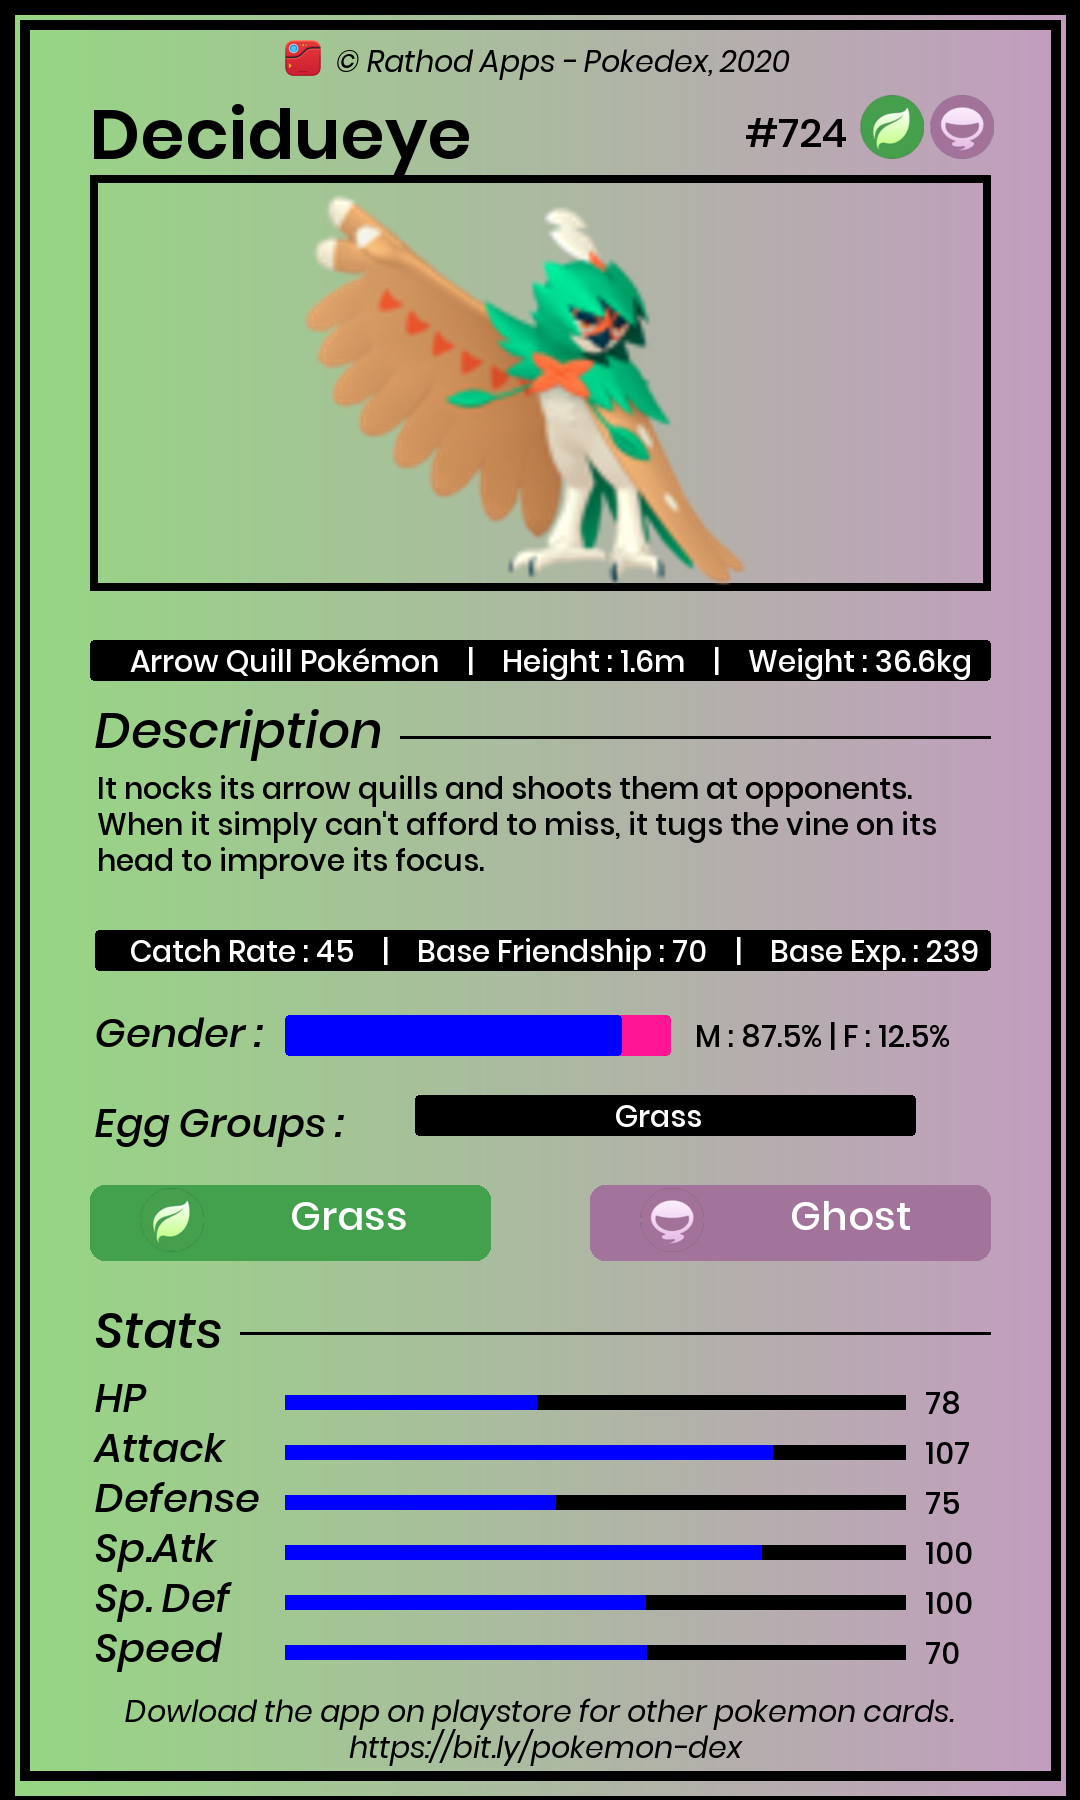 © Rathod Apps - Pokedex, 2020
Decidueye #724
Arrow Quill Pokémon | Height : 1.6m | Weight : 36.6kg
Description
It nocks its arrow quills and shoots them at opponents.
When it simply can't afford to miss, it tugs the vine on its
head to improve its focus.
Catch Rate : 45 | Base Friendship : 70 | Base Exp. : 239
Gender : M : 87.5% | F : 12.5%
Egg Groups : Grass
Grass Ghost
Stats
HP 78
Attack 107
Defense 75
Sp.Atk 100
Sp. Def 100
Speed 70
Dowload the app on playstore for other pokemon cards.
https://bit.ly/pokemon-dex